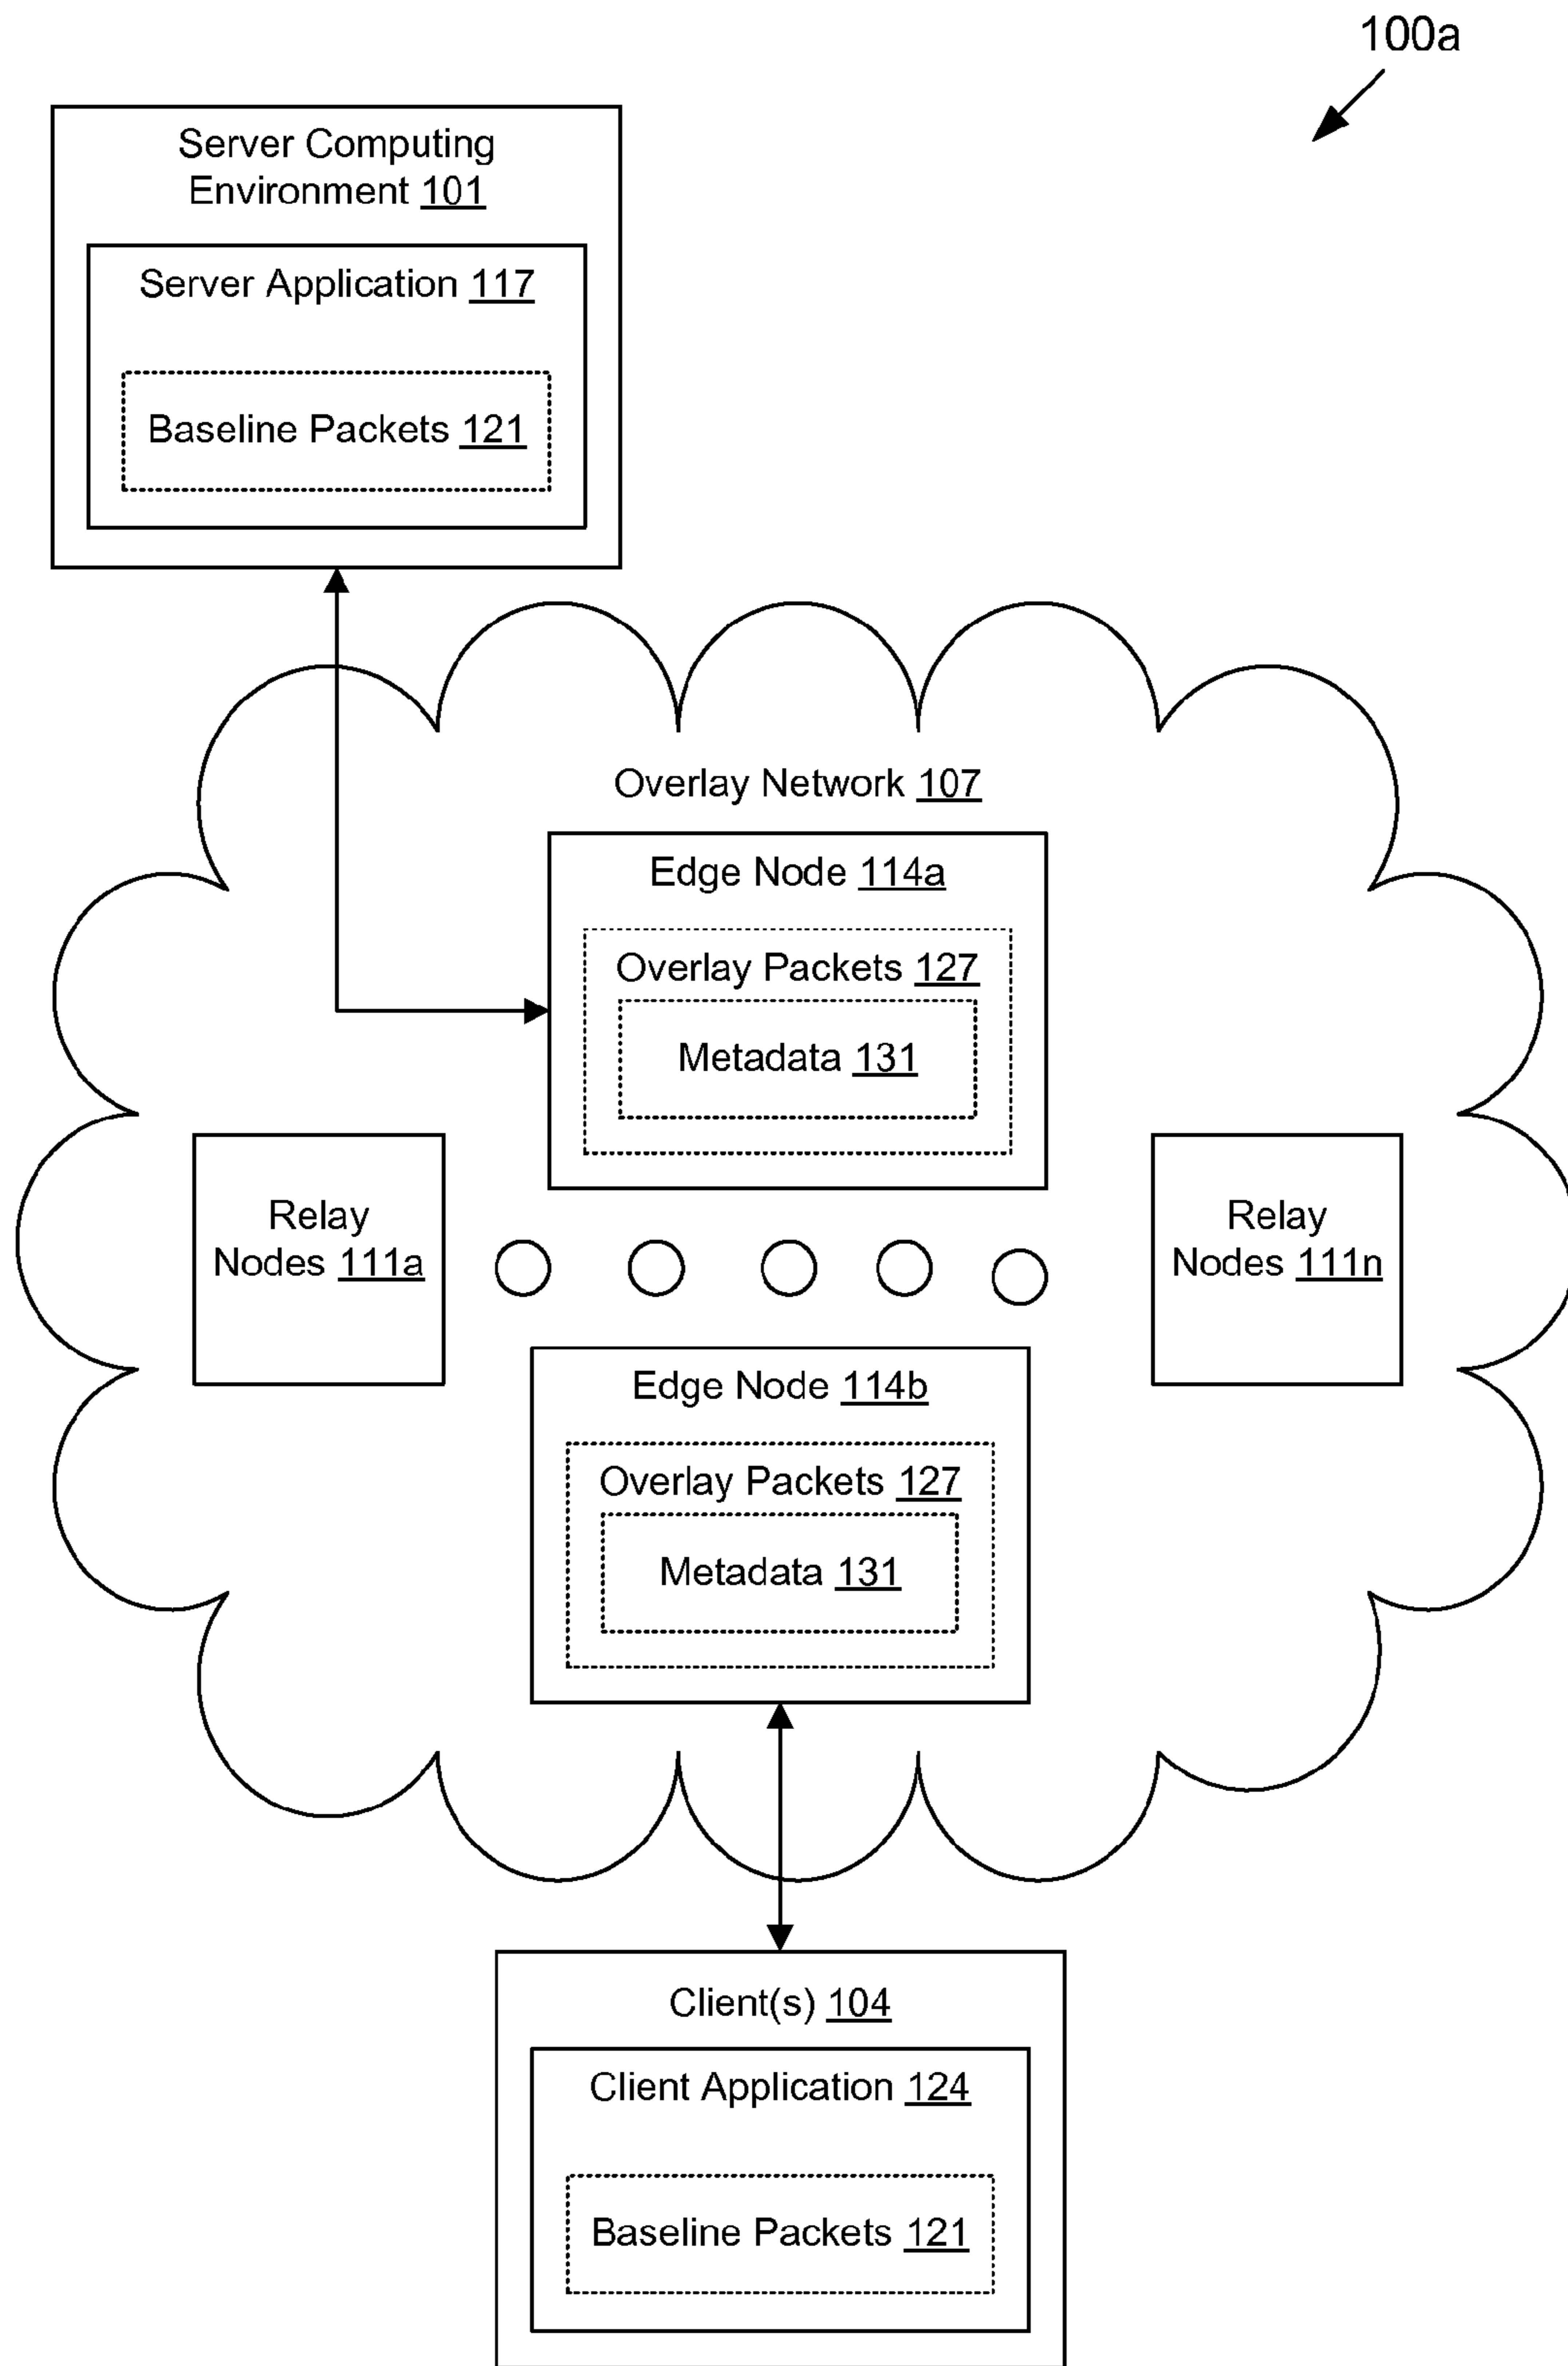 100a
Server Computing
Environment 101
Server Application 117
Baseline Packets 121
Overlay Network 107
Edge Node 114a
Overlay Packets 127
Metadata 131
Relay
Nodes 111a
Relay
Nodes 111n
Edge Node 114b
Overlay Packets 127
Metadata 131
Client(s) 104
Client Application 124
Baseline Packets 121